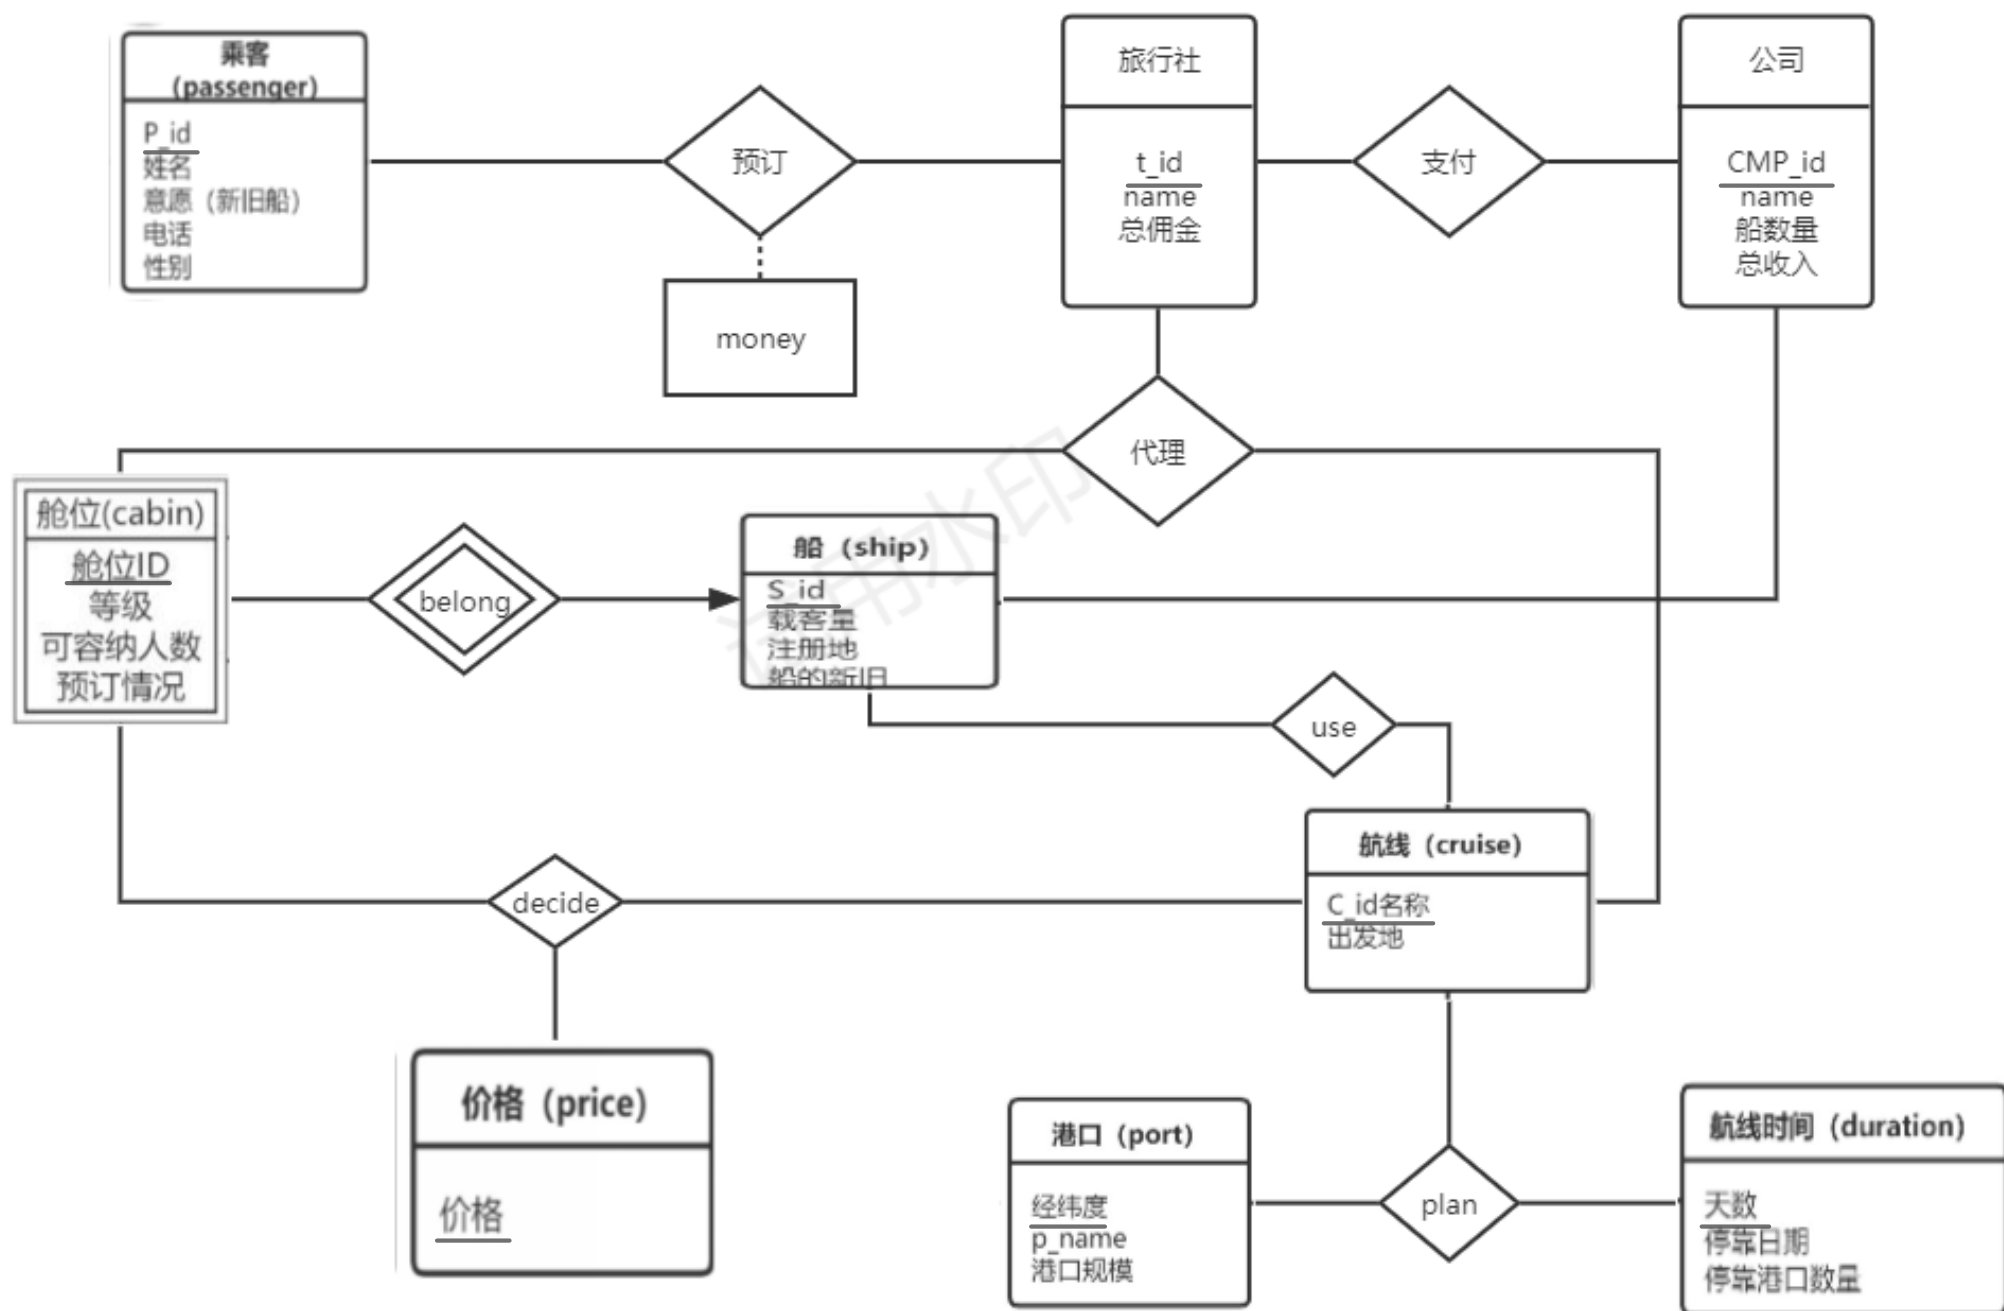 乘客
(passenger)
P_id
姓名
意愿（新旧船）
电话
性别
预订
money
旅行社
t_id
name
总佣金
支付
公司
CMP_id
name
船数量
总收入
代理
舱位(cabin)
舱位ID
等级
可容纳人数
预订情况
belong
船（ship）
S_id
载客量
注册地
船的新旧
试用水印
use
航线（cruise）
C_id名称
出发地
decide
价格（price）
价格
港口（port）
经纬度
p_name
港口规模
plan
航线时间（duration）
天数
停靠日期
停靠港口数量